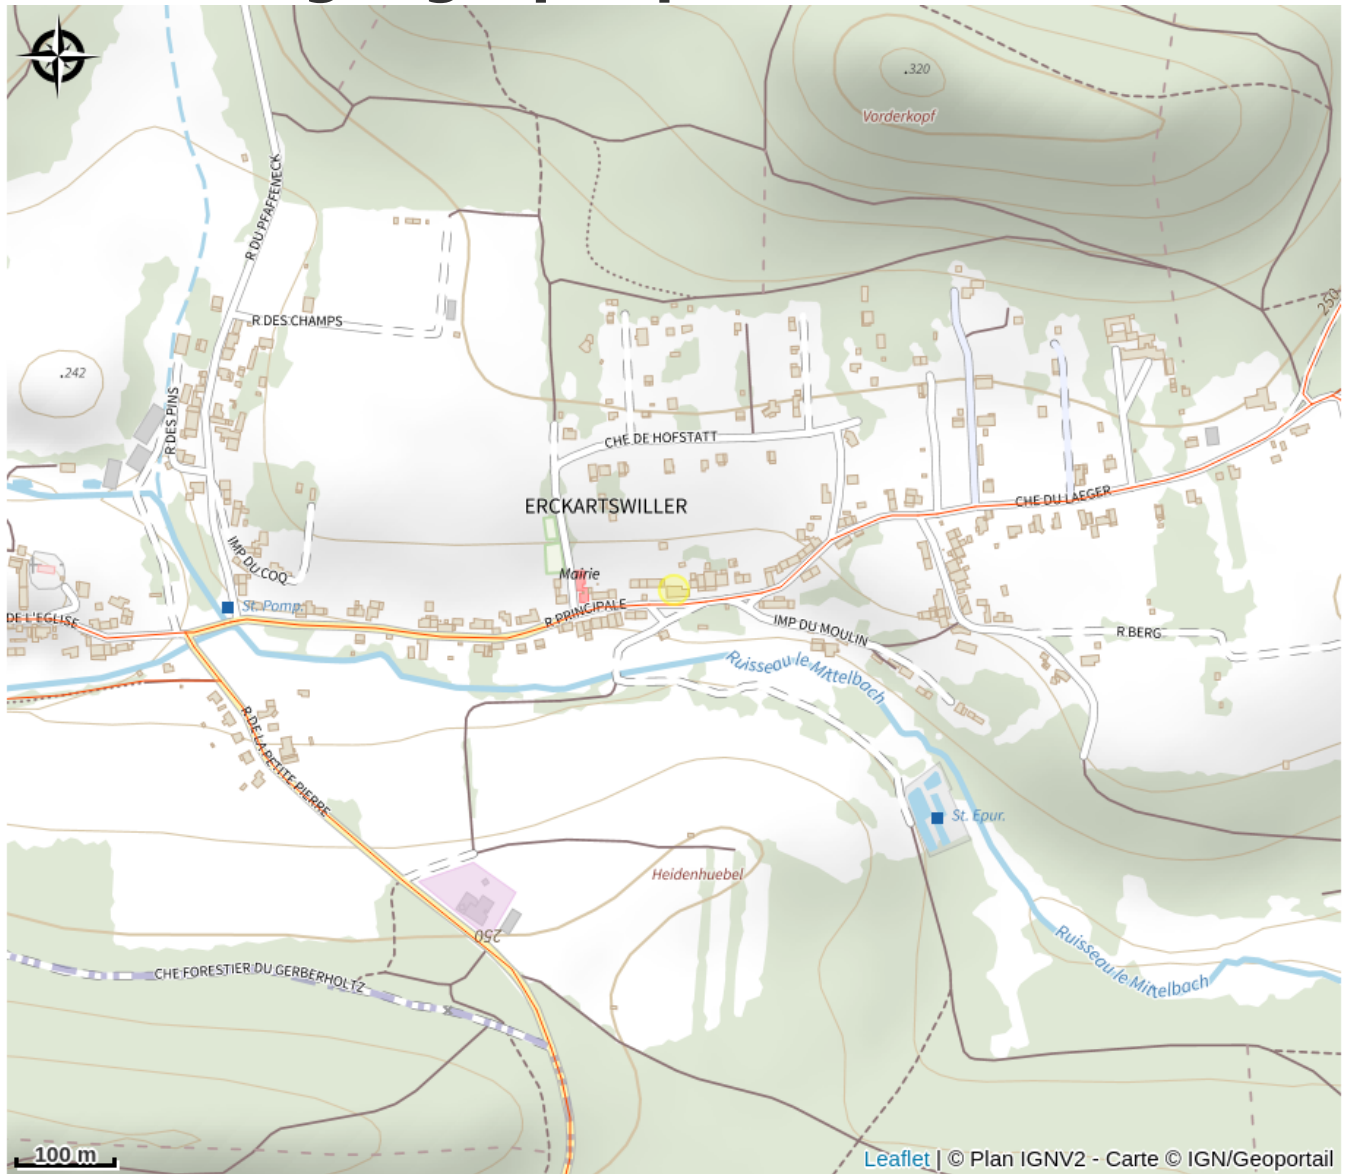 .320
Vorderkopf
R DU PFAFFENECK
250
R DES CHAMPS
.242
R DES PINS
CHE DE HOFSTATT
CHE DU LAEGER
ERCKARTSWILLER
IMP DU COQ
Mairie
St. Pomp.
R PRINCIPALE
DE L'EGLISE
IMP DU MOULIN
R BERG
Ruisseau le Mittelbach
R DE LA PETITE PIERRE
St. Epur.
Heidenhuebel
250
Ruisseau le Mittelbach
CHE FORESTIER DU GERBERHOLTZ
100 m
Leaflet | © Plan IGNV2 - Carte © IGN/Geoportail